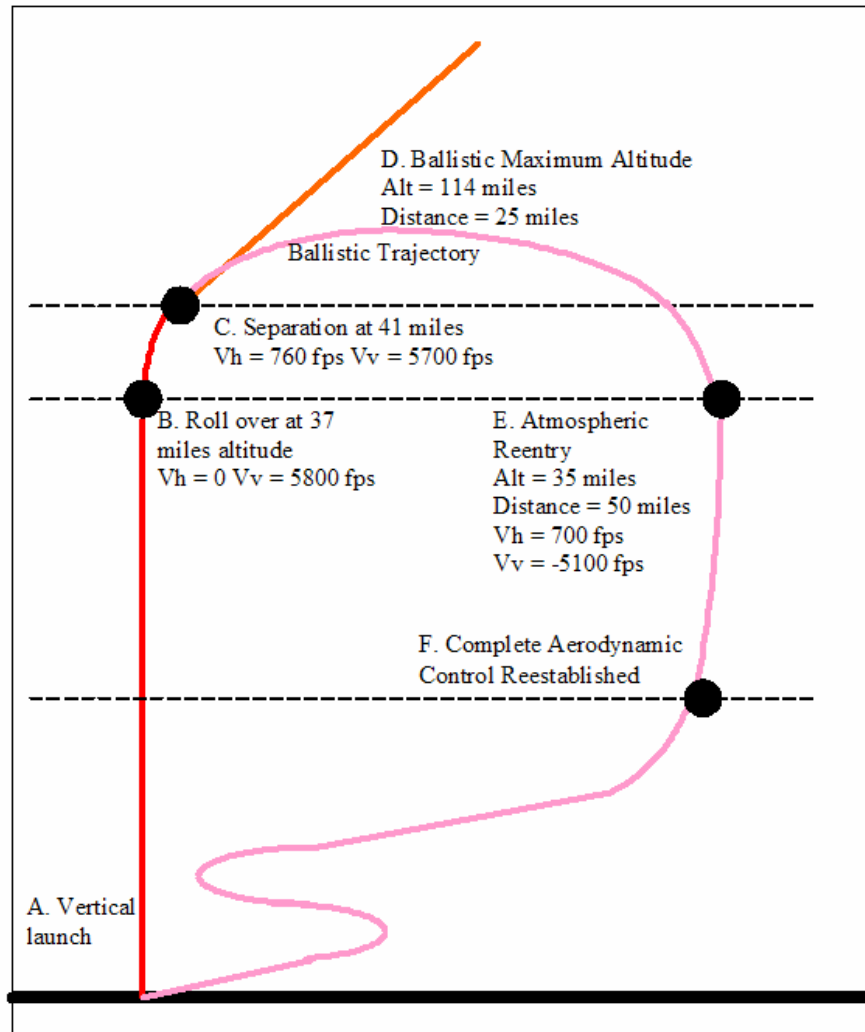 D. Ballistic Maximum Altitude
Alt = 114 miles
Distance = 25 miles
Ballistic Trajectory
C. Separation at 41 miles
Vh = 760 fps Vv = 5700 fps
B. Roll over at 37
miles altitude
Vh = 0 Vv = 5800 fps
E. Atmospheric
Reentry
Alt = 35 miles
Distance = 50 miles
Vh = 700 fps
Vv = -5100 fps
F. Complete Aerodynamic
Control Reestablished
A. Vertical
launch